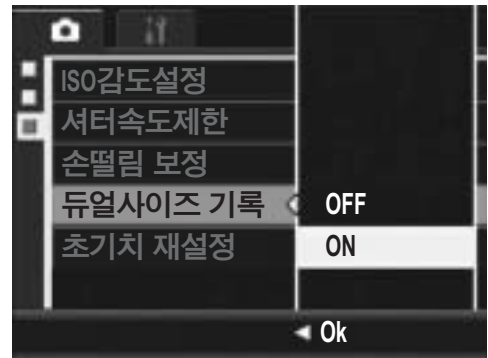 ISO감도설정
셔터속도제한
손떨림 보정
듀얼사이즈 기록 OFF
초기치 재설정 ON
Ok